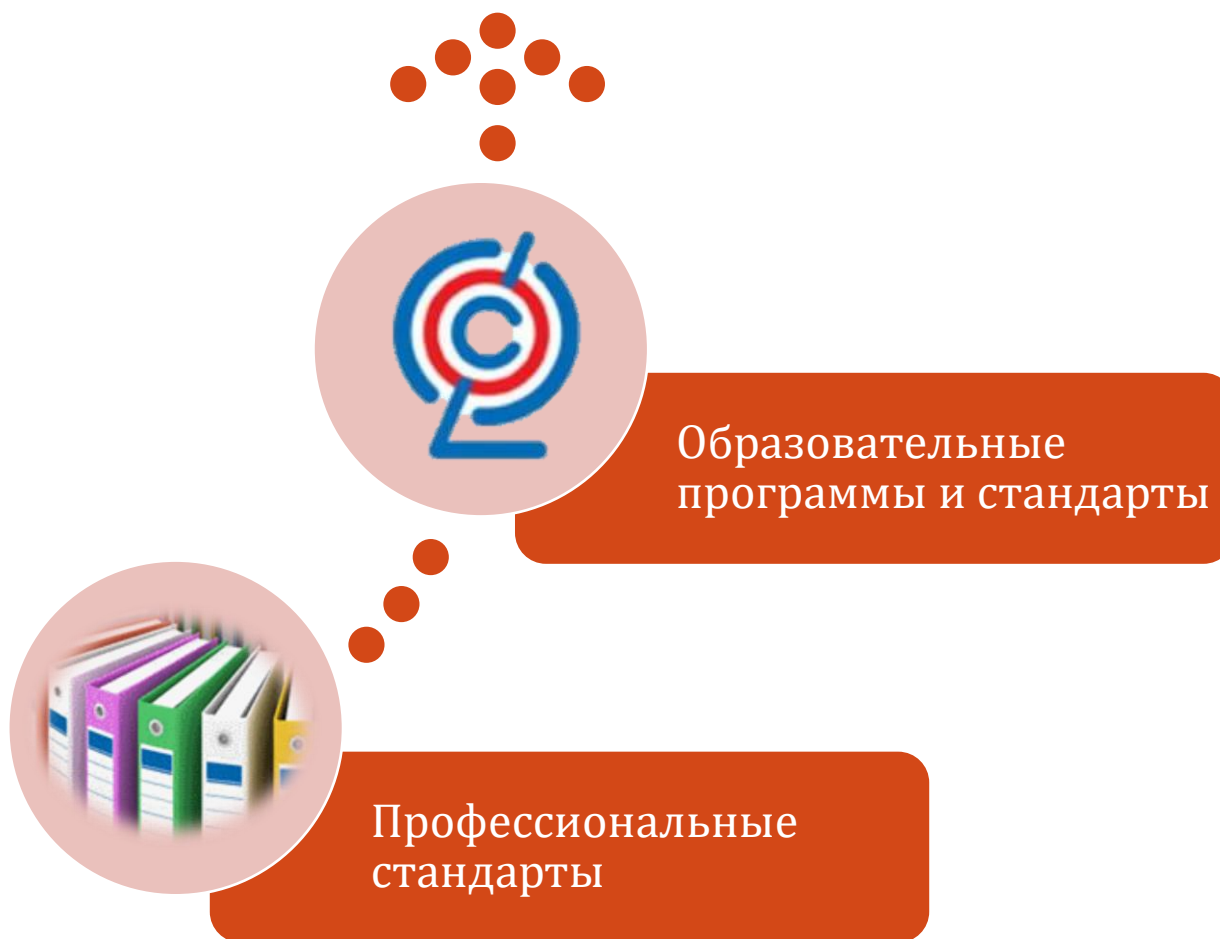 Образовательные
программы и стандарты
Профессиональные
стандарты